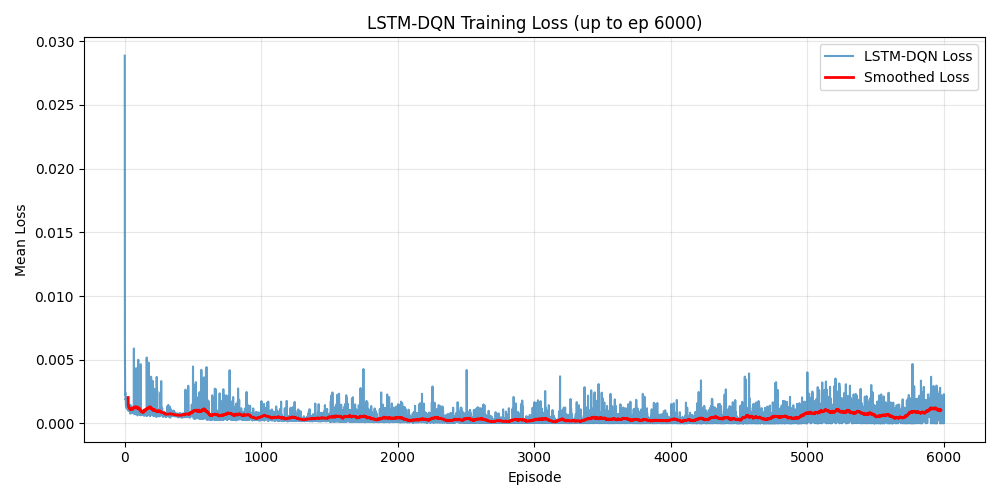 LSTM-DQN Training Loss (up to ep 6000)
LSTM-DQN Loss
Smoothed Loss
Mean Loss
0.030
0.025
0.020
0.015
0.010
0.005
0.000
0
1000
2000
3000
4000
5000
6000
Episode